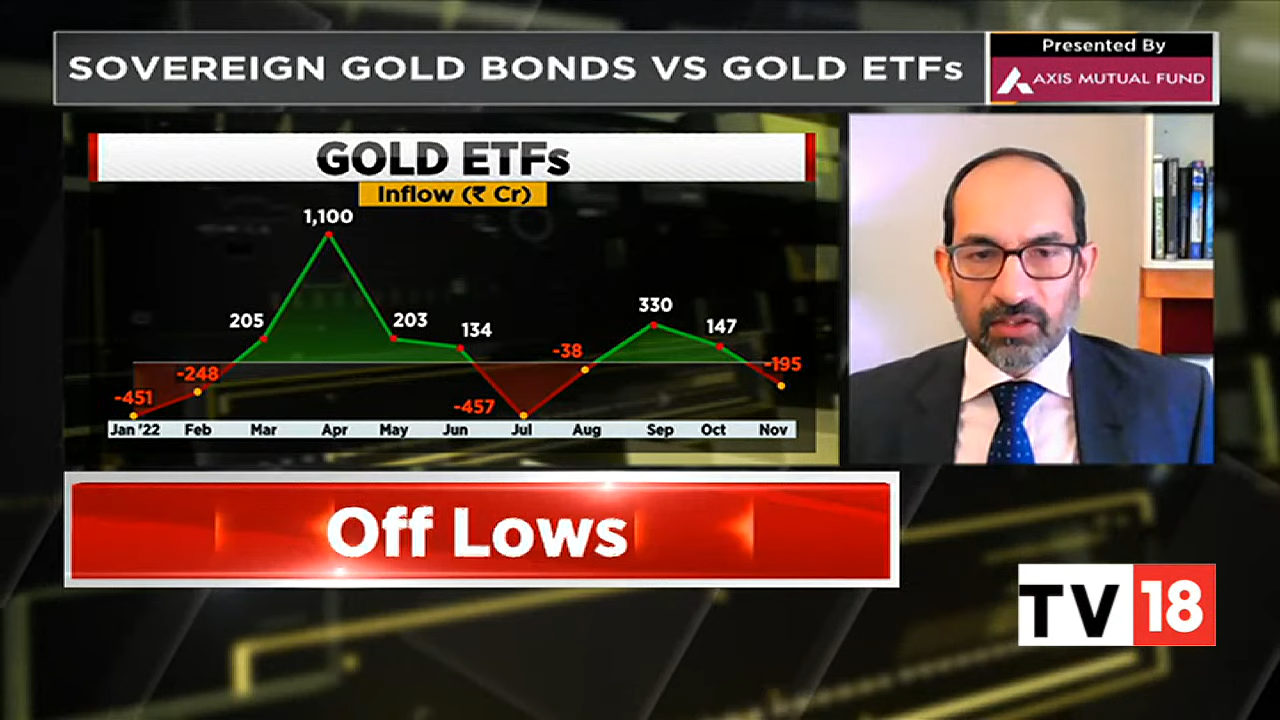 SOVEREIGN GOLD BONDS VS GOLD ETFs
Presented By
AXIS MUTUAL FUND
GOLD ETFs
Inflow (₹ Cr)
1,100
205
203
134
330
147
-38
-195
-248
-451
-457
Jan '22 Feb Mar Apr May Jun Jul Aug Sep Oct Nov
Off Lows
TV 18